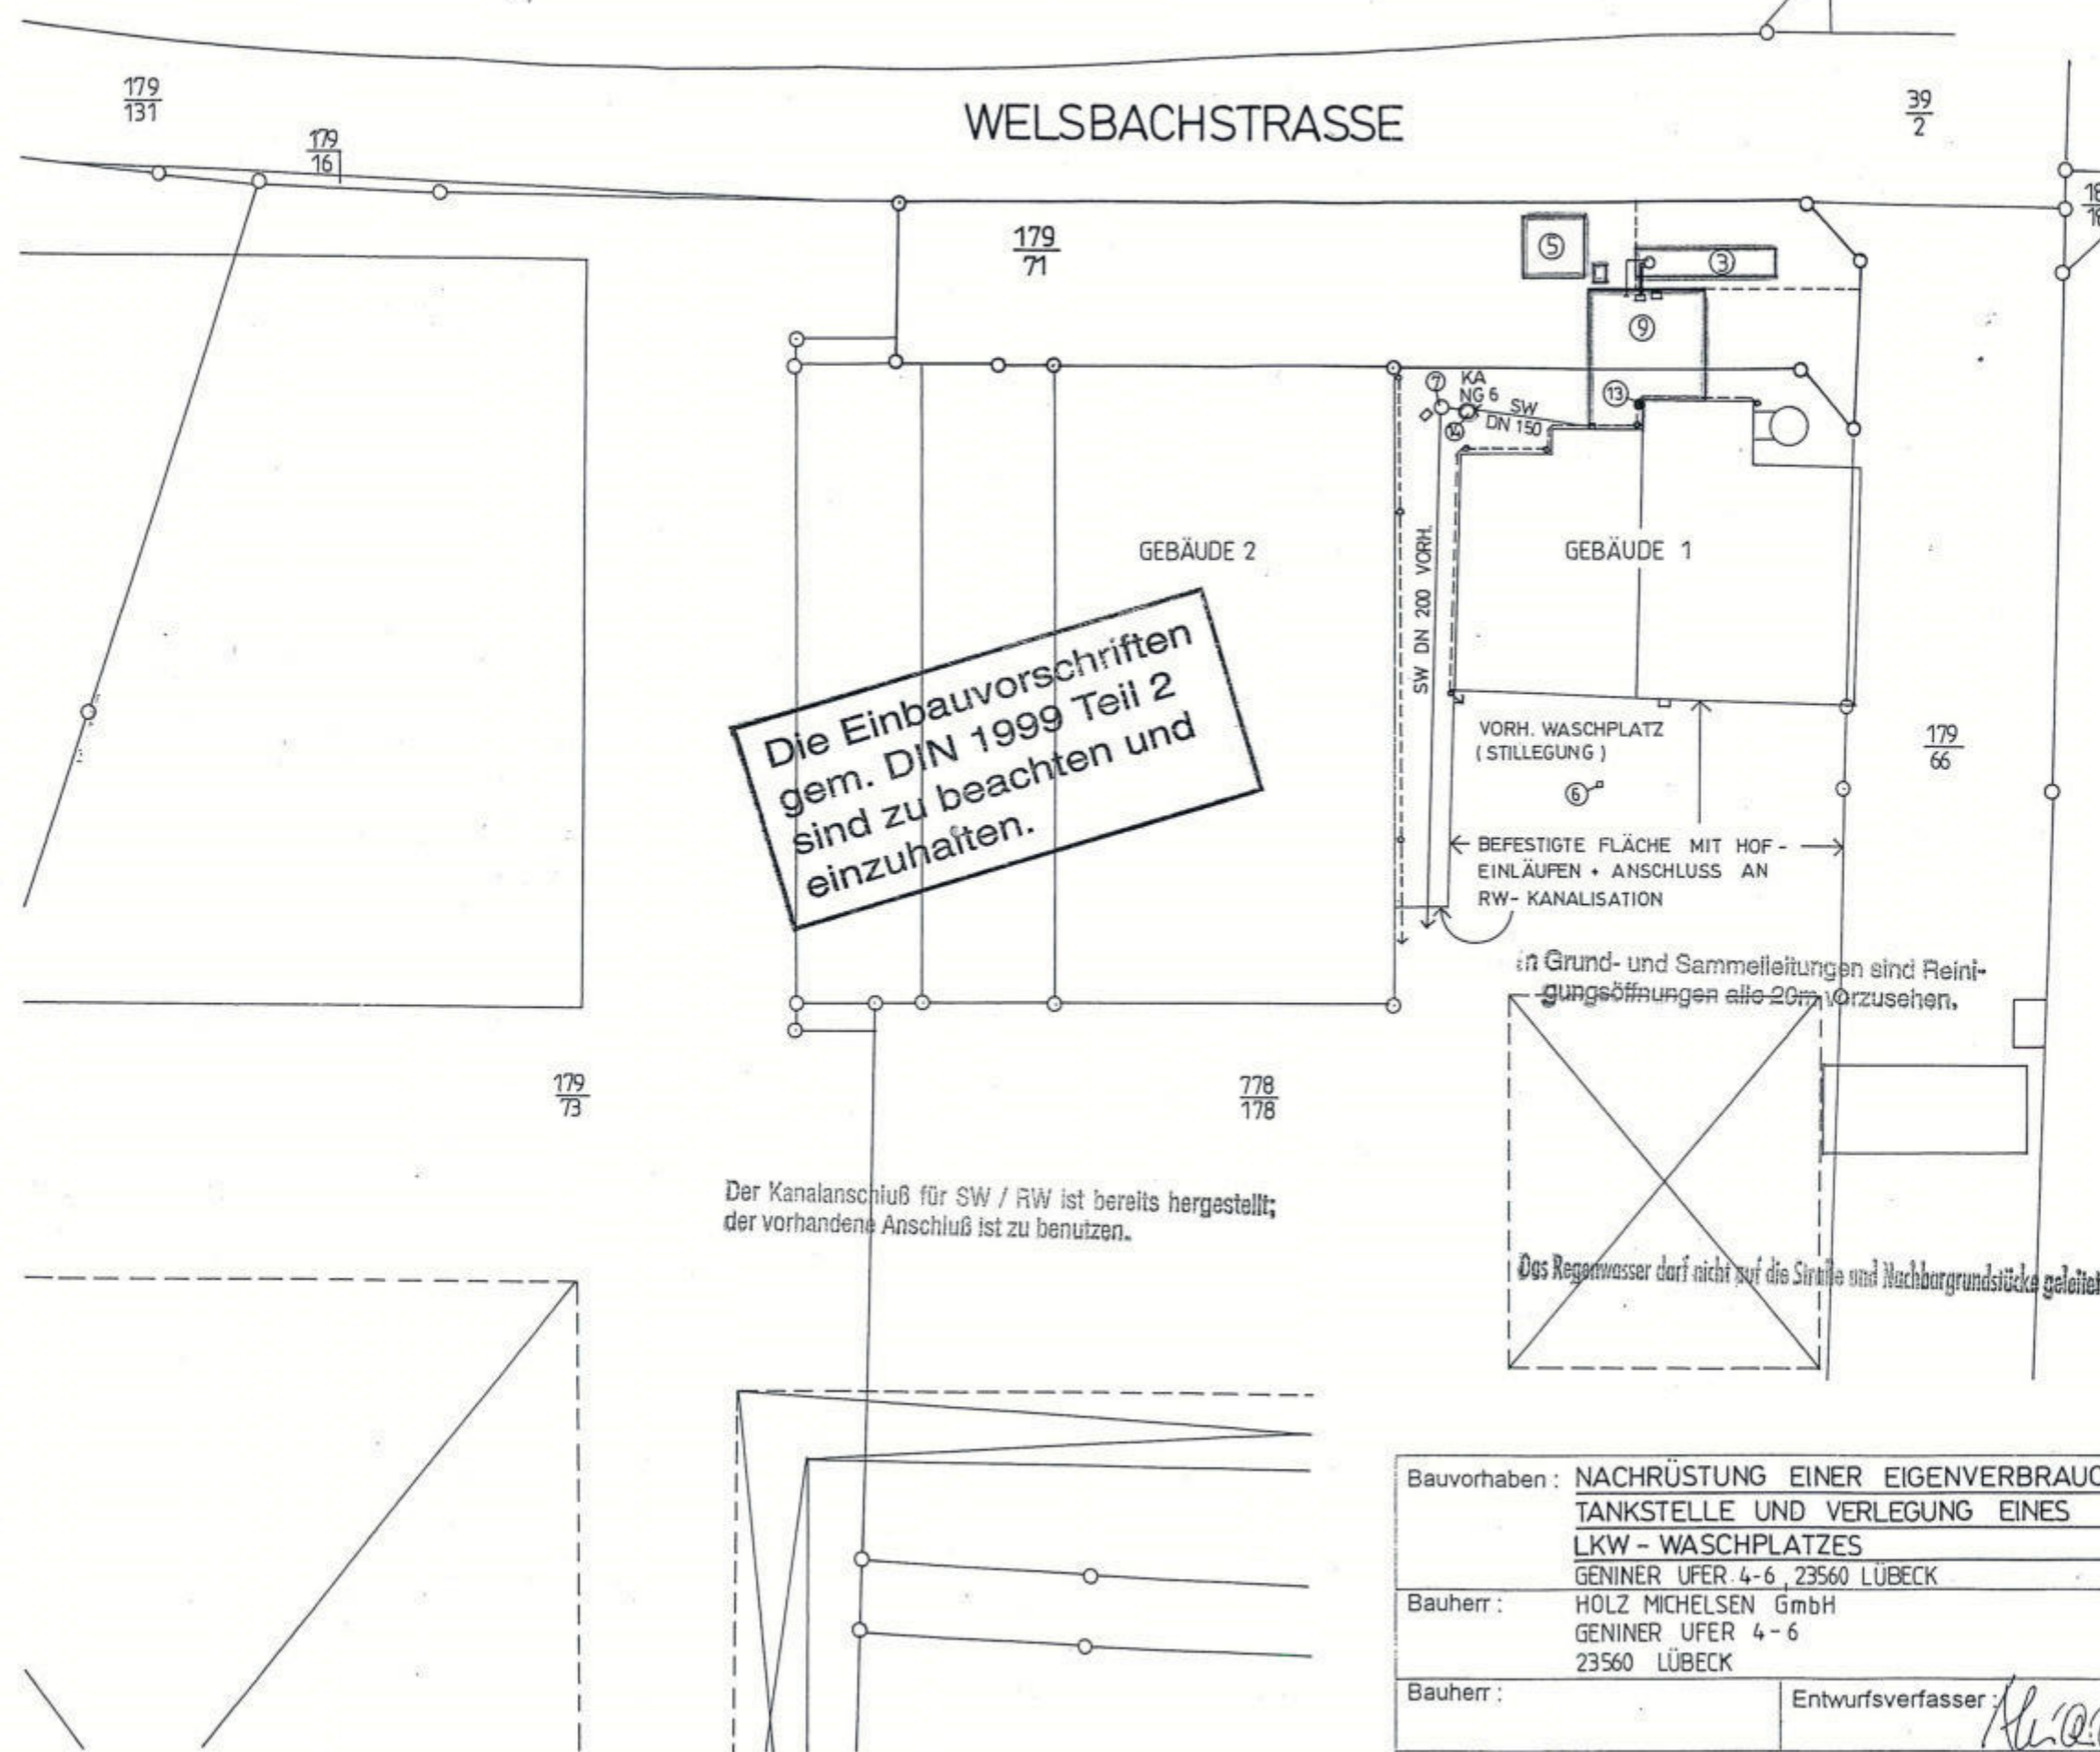 179
131
179
16
WELSBACHSTRASSE
39
2
179
71
5
3
9
13
7
KA
NG 6
SW
DN 150
14
GEBÄUDE 2
GEBÄUDE 1
SW DN 200 VORH.
Die Einbauvorschriften
gem. DIN 1999 Teil 2
sind zu beachten und
einzuhalten.
VORH. WASCHPLATZ
( STILLEGUNG )
6
179
66
BEFESTIGTE FLÄCHE MIT HOF -
EINLÄUFEN + ANSCHLUSS AN
RW- KANALISATION
in Grund- und Sammelleitungen sind Reini-
gungsöffnungen alle 20m vorzusehen.
179
73
778
178
Der Kanalanschluß für SW / RW ist bereits hergestellt;
der vorhandene Anschluß ist zu benutzen.
Das Regenwasser darf nicht auf die Straße und Nachbargrundstücke geleitet
Bauvorhaben : NACHRÜSTUNG EINER EIGENVERBRAUC
TANKSTELLE UND VERLEGUNG EINES
LKW - WASCHPLATZES
GENINER UFER 4-6, 23560 LÜBECK
Bauherr : HOLZ MICHELSEN GmbH
GENINER UFER 4-6
23560 LÜBECK
Bauherr :
Entwurfsverfasser :